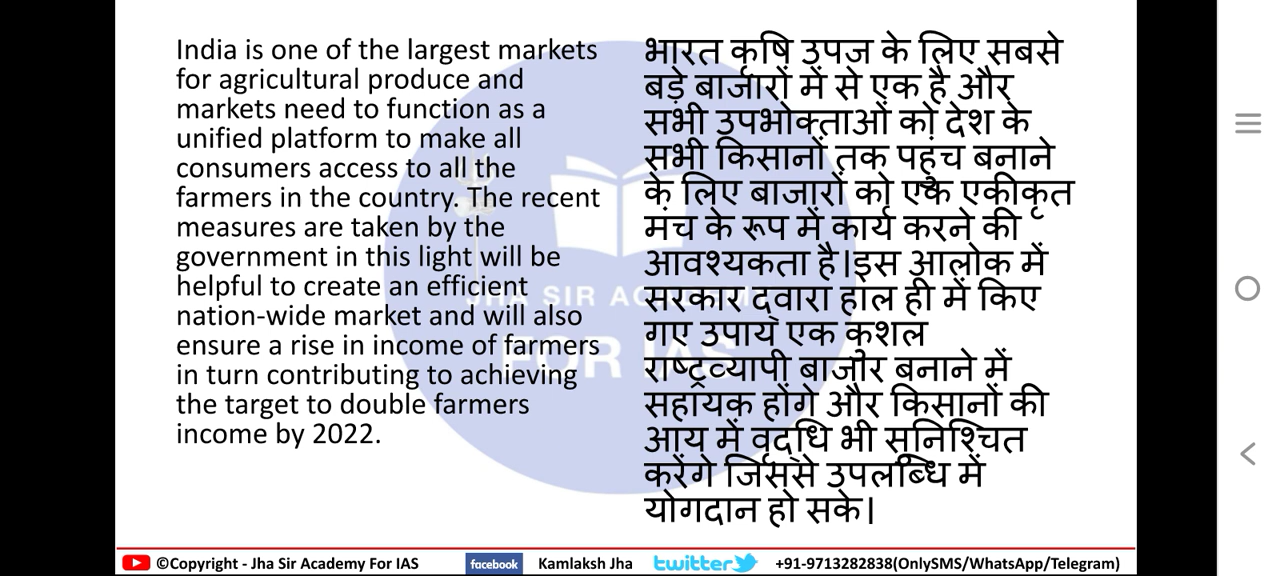 India is one of the largest markets
for agricultural produce and
markets need to function as a
unified platform to make all
consumers access to all the
farmers in the country. The recent
measures are taken by the
government in this light will be
helpful to create an efficient
nation-wide market and will also
ensure a rise in income of farmers
in turn contributing to achieving
the target to double farmers
income by 2022.
भारत कृषि उपज के लिए सबसे
बड़े बाजारों में से एक है और
सभी उपभोक्ताओं को देश के
सभी किसानों तक पहुंच बनाने
के लिए बाजारों को एक एकीकृत
मंच के रूप में कार्य करने की
आवश्यकता है।इस आलोक में
सरकार द्वारा हाल ही में किए
गए उपाय एक कुशल
राष्ट्रव्यापी बाजार बनाने में
सहायक होंगे और किसानों की
आय में वृद्धि भी सुनिश्चित
करेंगे जिससे उपलब्धि में
योगदान हो सके।
JHA SIR AC
FOR IAS
©Copyright - Jha Sir Academy For IAS
facebook
Kamlaksh Jha
twitter
+91-9713282838(OnlySMS/WhatsApp/Telegram)